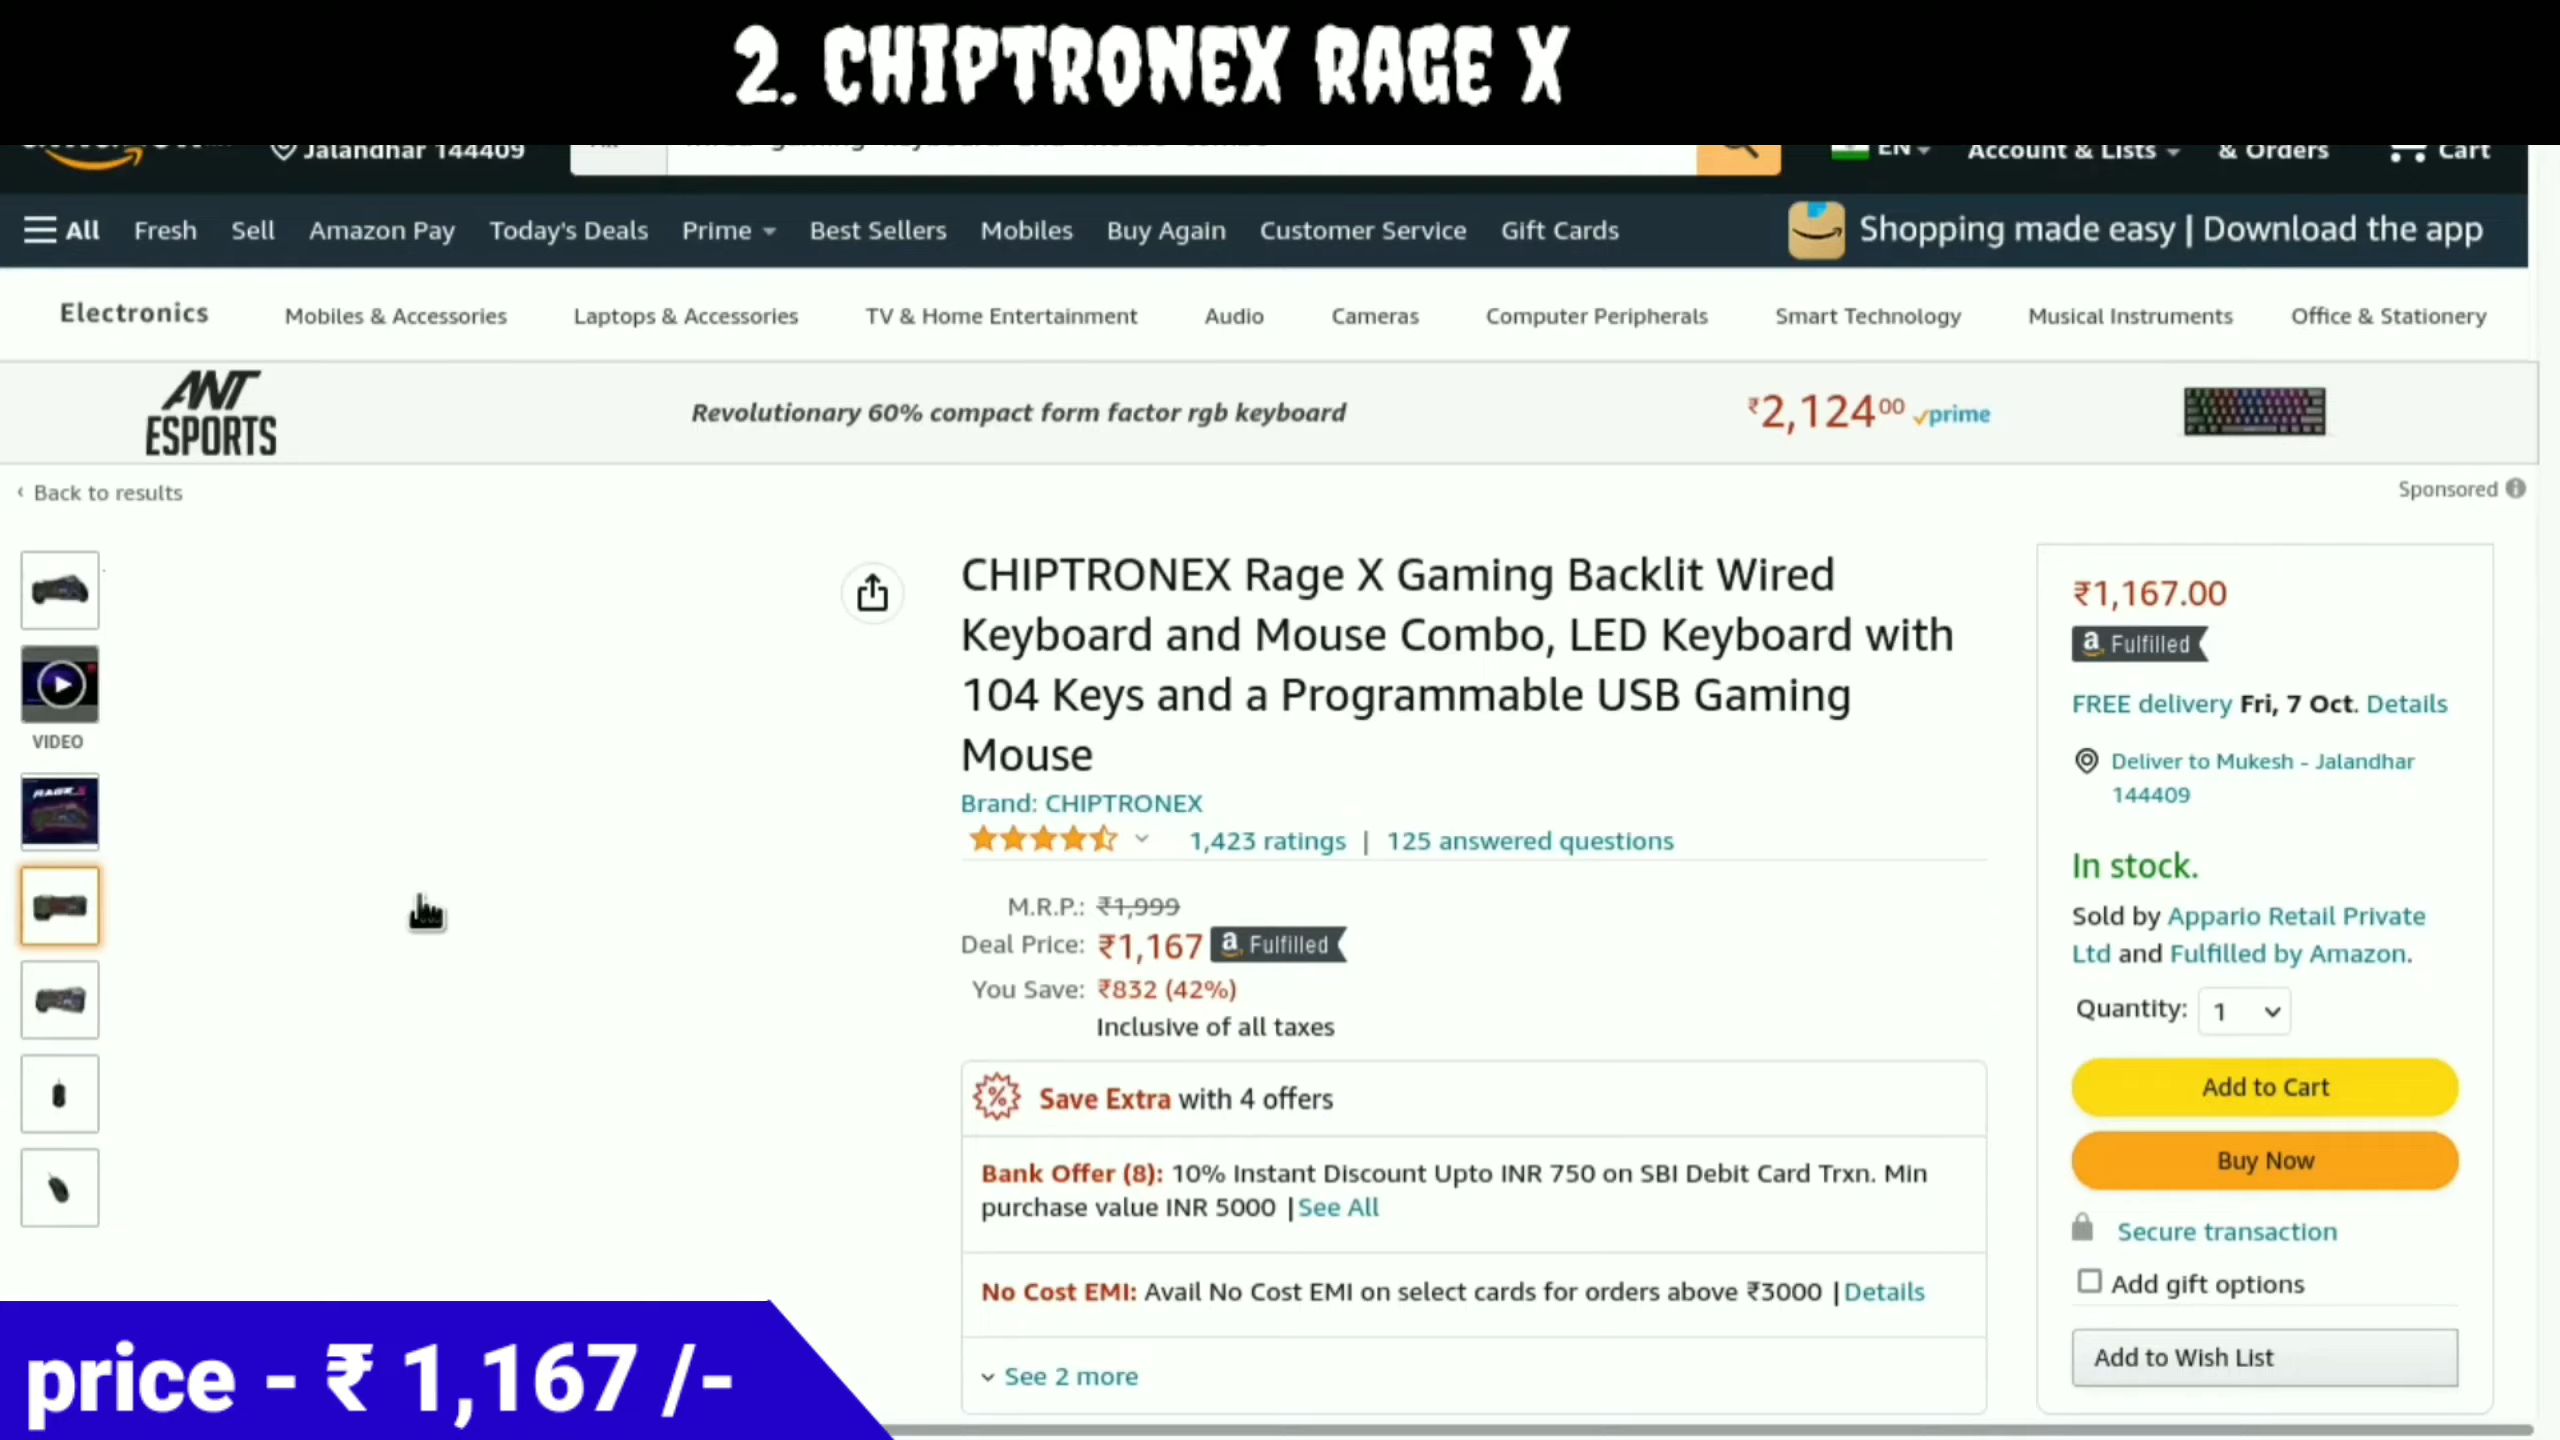 2. CHIPTRONEX RAGE X
Jalandhar 144409
EN
Account & Lists
& Orders
Cart
All Fresh Sell Amazon Pay Today's Deals Prime Best Sellers Mobiles Buy Again Customer Service Gift Cards
Shopping made easy | Download the app
Electronics Mobiles & Accessories Laptops & Accessories TV & Home Entertainment Audio Cameras Computer Peripherals Smart Technology Musical Instruments Office & Stationery
ANT
ESPORTS
Revolutionary 60% compact form factor rgb keyboard
₹2,124⁰⁰ prime
‹ Back to results
Sponsored
VIDEO
RAGE X
CHIPTRONEX Rage X Gaming Backlit Wired
Keyboard and Mouse Combo, LED Keyboard with
104 Keys and a Programmable USB Gaming
Mouse
Brand: CHIPTRONEX
1,423 ratings | 125 answered questions
M.R.P.: ₹1,999
Deal Price: ₹1,167 a Fulfilled
You Save: ₹832 (42%)
Inclusive of all taxes
% Save Extra with 4 offers
Bank Offer (8): 10% Instant Discount Upto INR 750 on SBI Debit Card Trxn. Min
purchase value INR 5000 | See All
No Cost EMI: Avail No Cost EMI on select cards for orders above ₹3000 | Details
See 2 more
₹1,167.00
a Fulfilled
FREE delivery Fri, 7 Oct. Details
Deliver to Mukesh - Jalandhar
144409
In stock.
Sold by Appario Retail Private
Ltd and Fulfilled by Amazon.
Quantity: 1
Add to Cart
Buy Now
Secure transaction
Add gift options
Add to Wish List
price - ₹ 1,167 /-